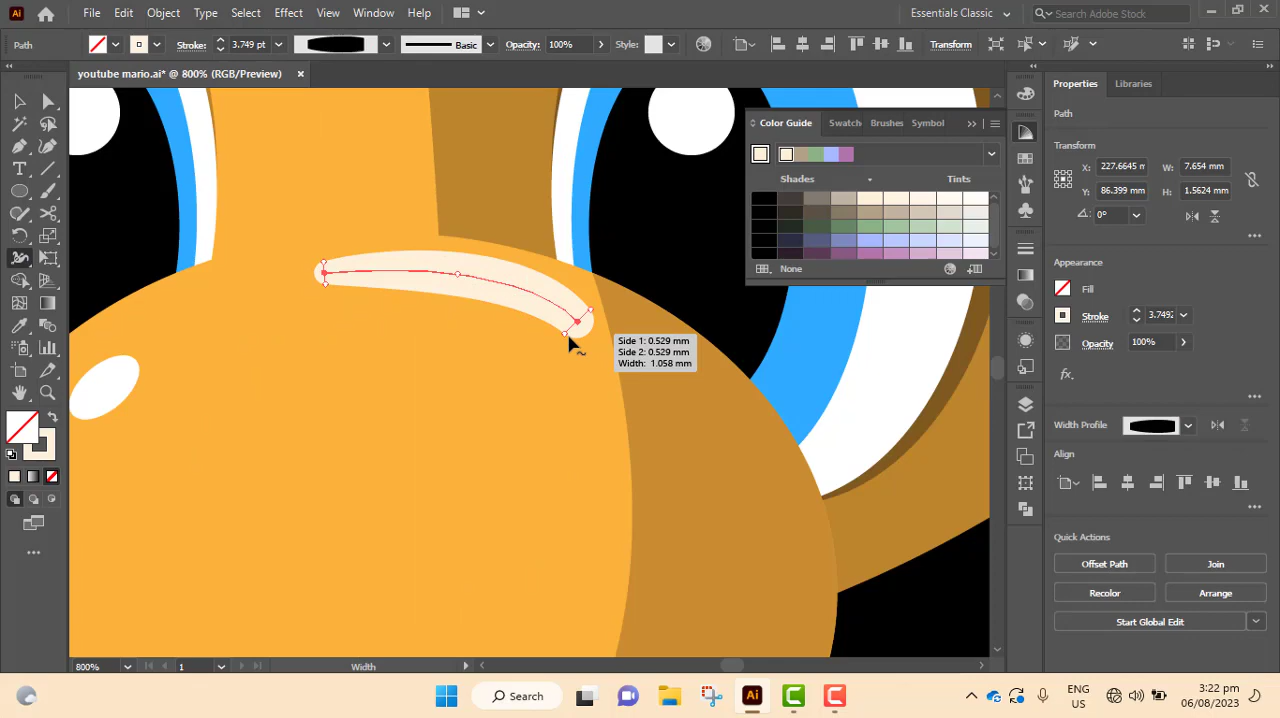 Ai File Edit Object Type Select Effect View Window Help Essentials Classic Search Adobe Stock
Path Stroke: 3.749 pt Basic Opacity: 100% Style: Transform
youtube mario.ai* @ 800% (RGB/Preview) ×
Properties Libraries
Path
Transform
X: 227.6645 m W: 7.654 mm
Y: 86.399 mm H: 1.5624 mm
0°
Appearance
Fill
Stroke 3.7492
Opacity 100%
fx.
Width Profile
Align
Quick Actions
Offset Path Join
Recolor Arrange
Start Global Edit
Color Guide Swatch Brushes Symbol
Shades Tints
None
Side 1: 0.529 mm
Side 2: 0.529 mm
Width: 1.058 mm
800% 1 Width
Search Ai ENG
US 3:22 pm
06/08/2023